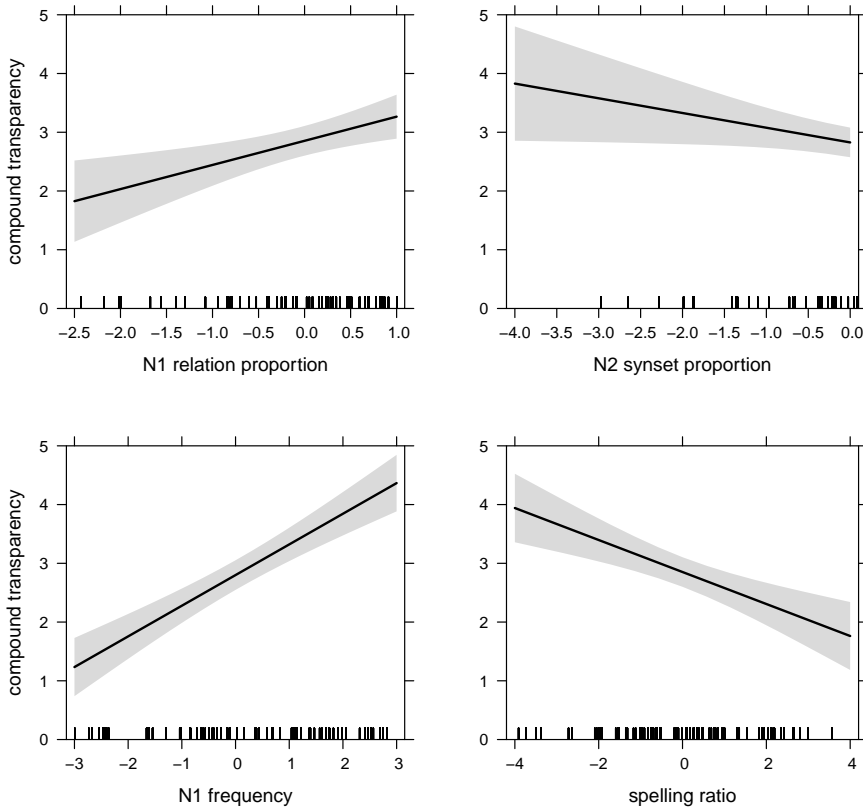 5
4
3
2
1
0
−2.5 −2.0 −1.5 −1.0 −0.5 0.0 0.5 1.0
N1 relation proportion
compound transparency
5
4
3
2
1
0
−4.0 −3.5 −3.0 −2.5 −2.0 −1.5 −1.0 −0.5 0.0
N2 synset proportion
5
4
3
2
1
0
−3 −2 −1 0 1 2 3
N1 frequency
compound transparency
5
4
3
2
1
0
−4 −2 0 2 4
spelling ratio